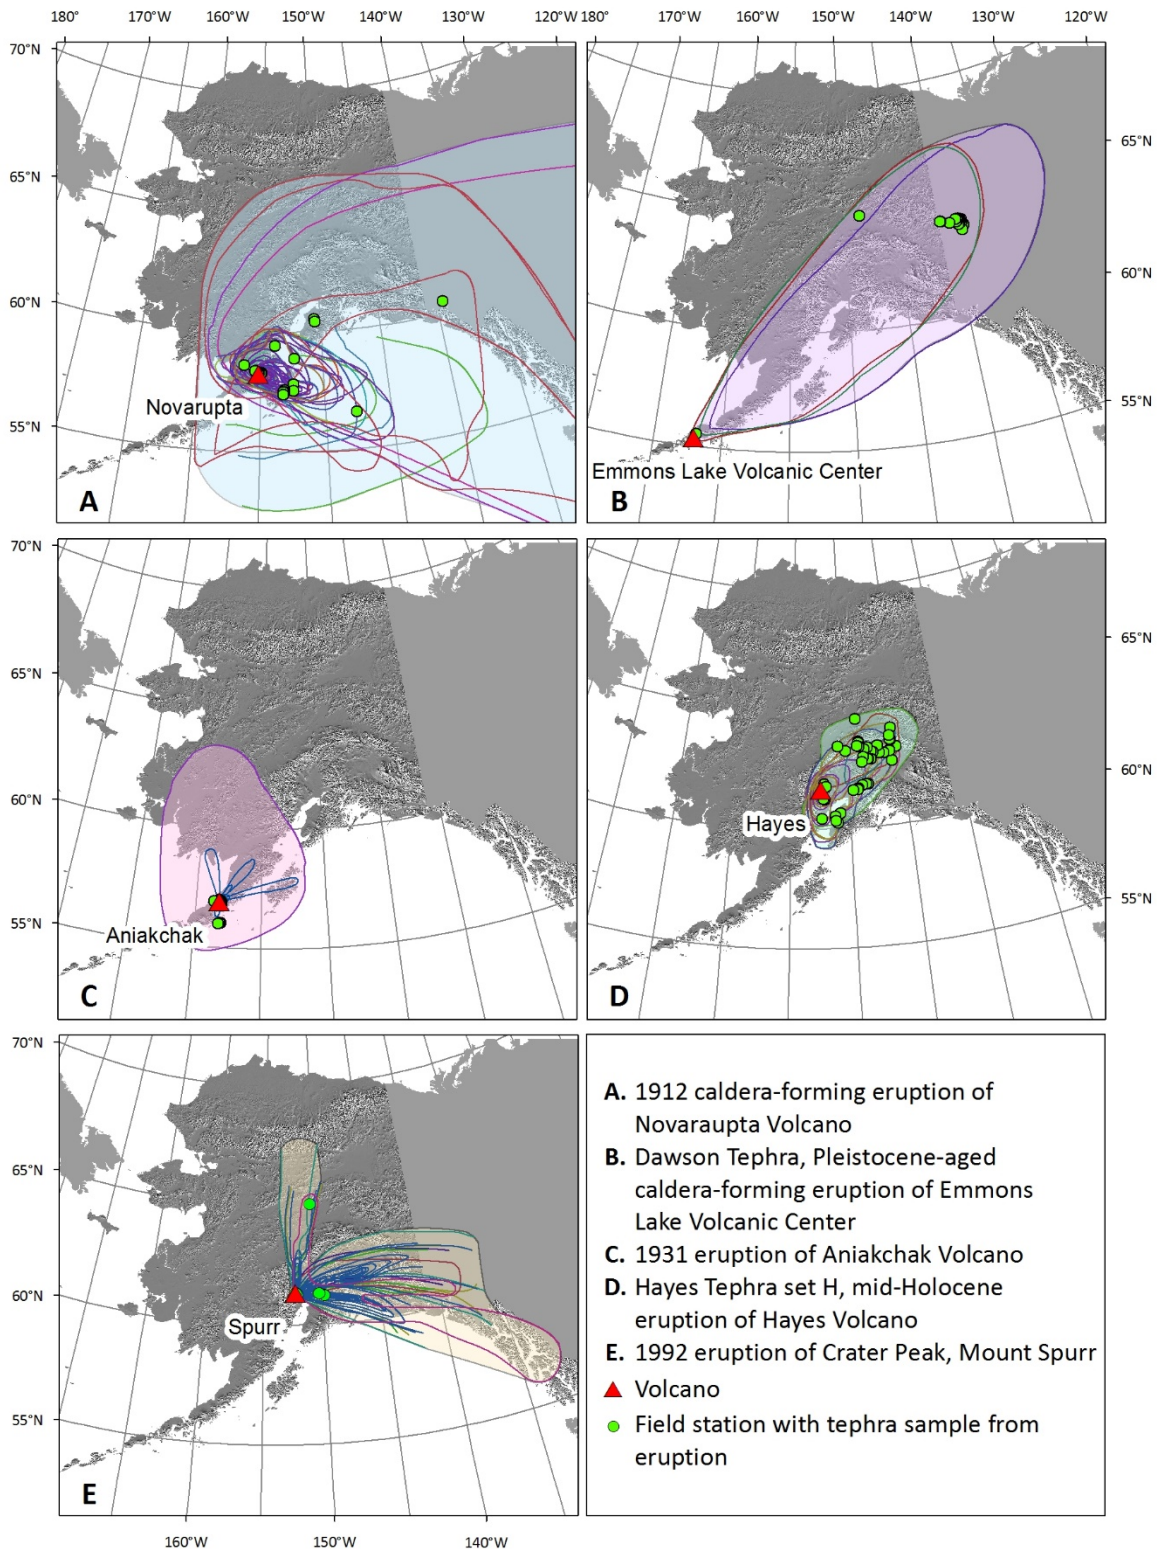 180° 170°W 160°W 150°W 140°W 130°W 120°W
180° 170°W 160°W 150°W 140°W 130°W 120°W
70°N
65°N
60°N
55°N
Novarupta
A
65°N
60°N
55°N
Emmons Lake Volcanic Center
B
70°N
65°N
60°N
55°N
Aniakchak
C
65°N
60°N
55°N
Hayes
D
70°N
65°N
60°N
55°N
Spurr
E
160°W 150°W 140°W
A. 1912 caldera-forming eruption of
Novaraupta Volcano
B. Dawson Tephra, Pleistocene-aged
caldera-forming eruption of Emmons
Lake Volcanic Center
C. 1931 eruption of Aniakchak Volcano
D. Hayes Tephra set H, mid-Holocene
eruption of Hayes Volcano
E. 1992 eruption of Crater Peak, Mount Spurr
Volcano
Field station with tephra sample from
eruption